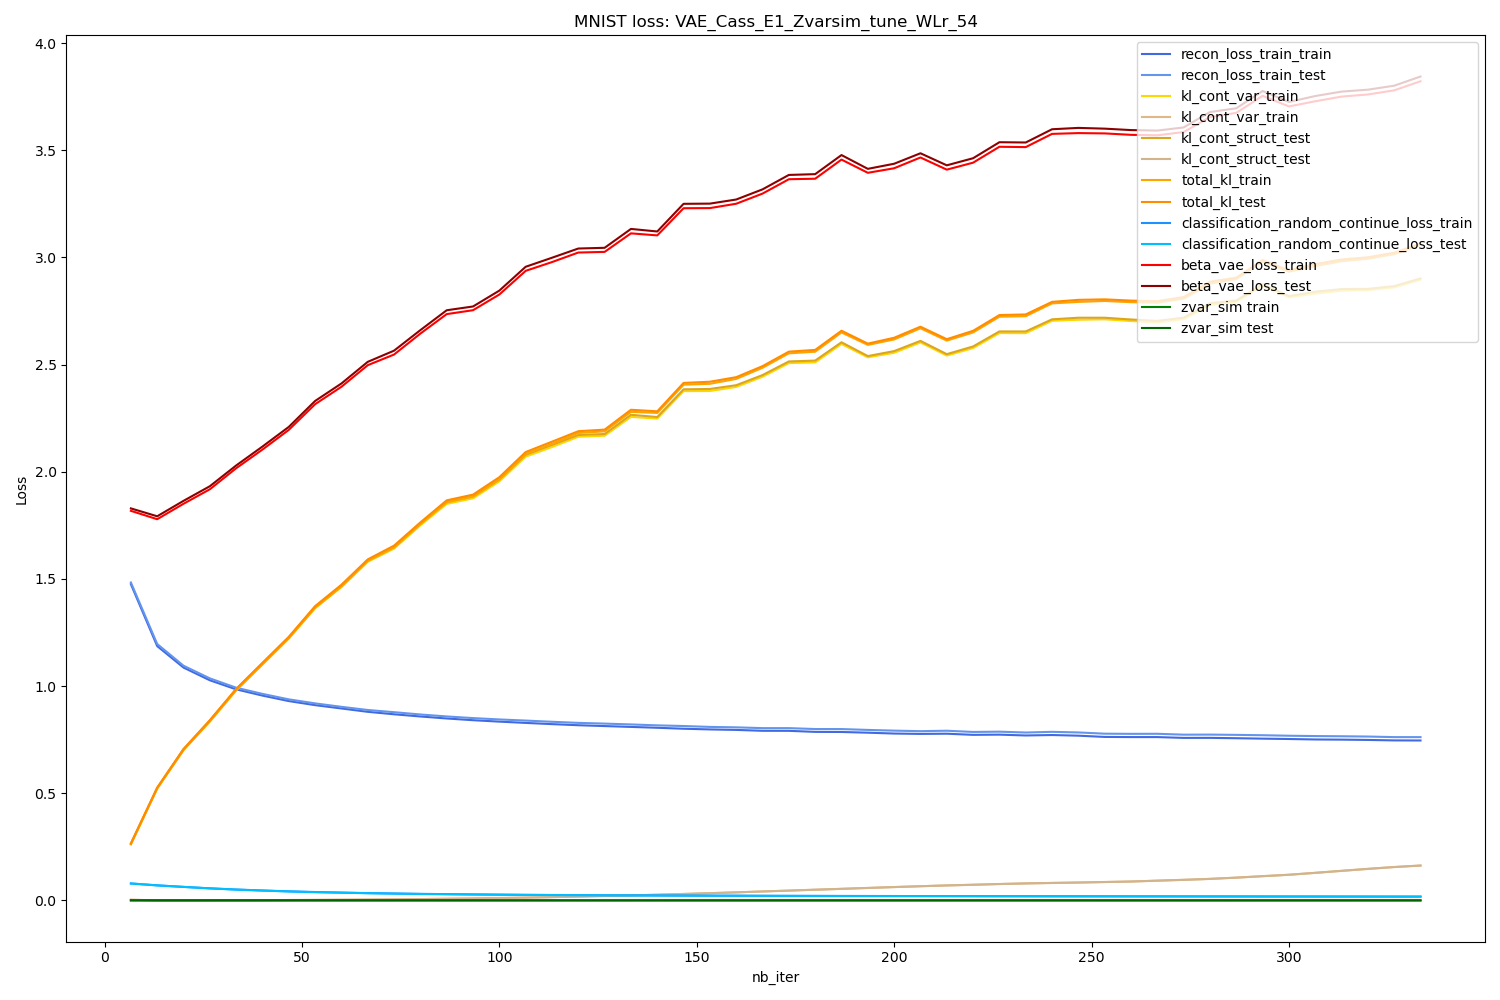 MNIST loss: VAE_Cass_E1_Zvarsim_tune_WLr_54
4.0
3.5
3.0
2.5
2.0
1.5
1.0
0.5
0.0
Loss
recon_loss_train_train
recon_loss_train_test
kl_cont_var_train
kl_cont_var_train
kl_cont_struct_test
kl_cont_struct_test
total_kl_train
total_kl_test
classification_random_continue_loss_train
classification_random_continue_loss_test
beta_vae_loss_train
beta_vae_loss_test
zvar_sim train
zvar_sim test
0 50 100 150 200 250 300
nb_iter